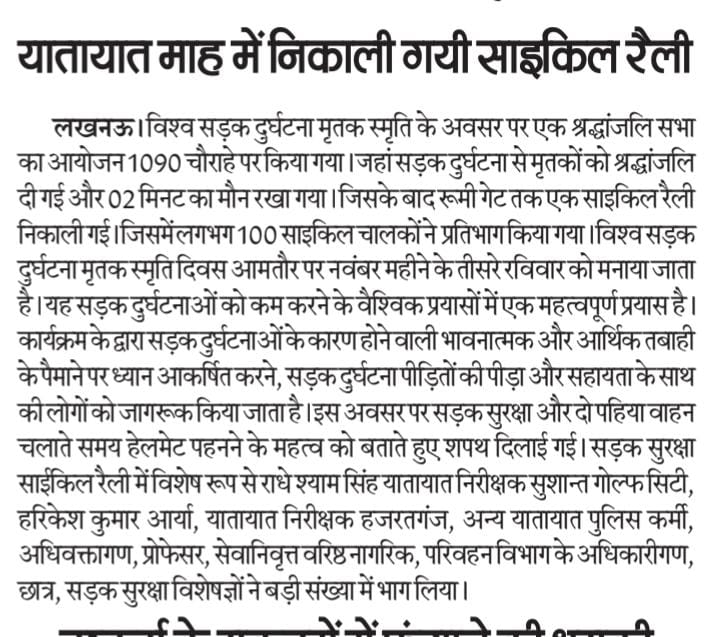 यातायात माह में निकाली गयी साइकिल रैली
लखनऊ। विश्व सड़क दुर्घटना मृतक स्मृति के अवसर पर एक श्रद्धांजलि सभा
का आयोजन 1090 चौराहे पर किया गया। जहां सड़क दुर्घटना से मृतकों को श्रद्धांजलि
दी गई और 02 मिनट का मौन रखा गया। जिसके बाद रूमी गेट तक एक साइकिल रैली
निकाली गई। जिसमें लगभग 100 साइकिल चालकों ने प्रतिभाग किया गया। विश्व सड़क
दुर्घटना मृतक स्मृति दिवस आमतौर पर नवंबर महीने के तीसरे रविवार को मनाया जाता
है। यह सड़क दुर्घटनाओं को कम करने के वैश्विक प्रयासों में एक महत्वपूर्ण प्रयास है।
कार्यक्रम के द्वारा सड़क दुर्घटनाओं के कारण होने वाली भावनात्मक और आर्थिक तबाही
के पैमाने पर ध्यान आकर्षित करने, सड़क दुर्घटना पीड़ितों की पीड़ा और सहायता के साथ
की लोगों को जागरूक किया जाता है। इस अवसर पर सड़क सुरक्षा और दो पहिया वाहन
चलाते समय हेलमेट पहनने के महत्व को बताते हुए शपथ दिलाई गई। सड़क सुरक्षा
साईकिल रैली में विशेष रूप से राधे श्याम सिंह यातायात निरीक्षक सुशान्त गोल्फ सिटी,
हरिकेश कुमार आर्या, यातायात निरीक्षक हजरतगंज, अन्य यातायात पुलिस कर्मी,
अधिवक्तागण, प्रोफेसर, सेवानिवृत्त वरिष्ठ नागरिक, परिवहन विभाग के अधिकारीगण,
छात्र, सड़क सुरक्षा विशेषज्ञों ने बड़ी संख्या में भाग लिया।